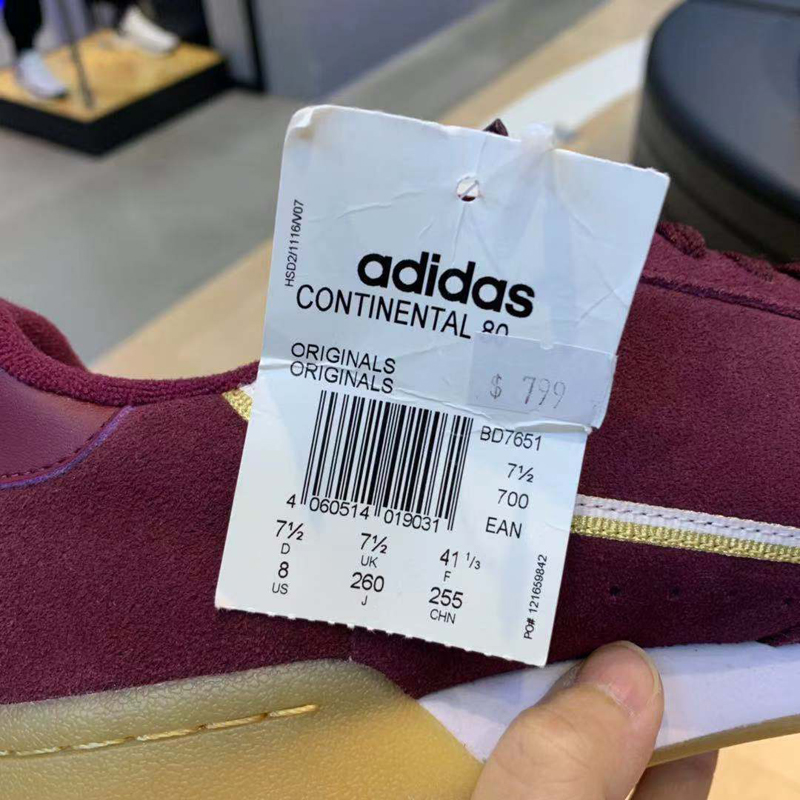 HSD2/1116/V07
adidas
CONTINENTAL 80
ORIGINALS
ORIGINALS
$ 799
BD7651
7½
700
EAN
4 060514 019031
7½ 7½ 41 1/3
D UK F
8 260 255
US J CHN
PO# 121659842